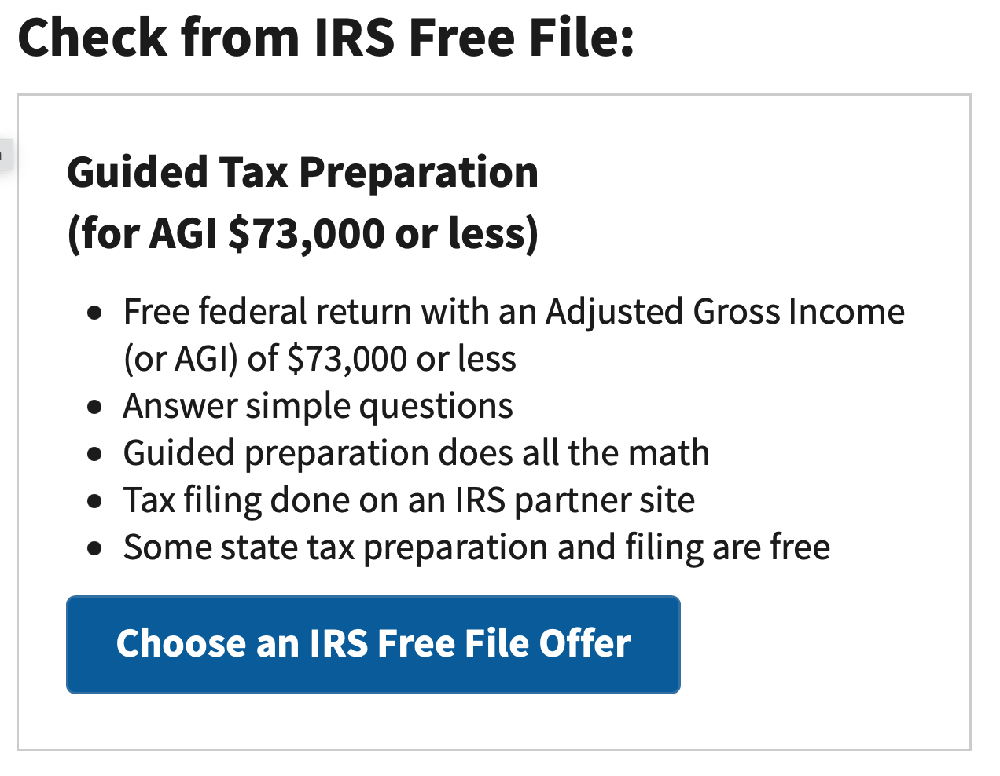 Check from IRS Free File:
Guided Tax Preparation
(for AGI $73,000 or less)
Free federal return with an Adjusted Gross Income
(or AGI) of $73,000 or less
Answer simple questions
Guided preparation does all the math
Tax filing done on an IRS partner site
Some state tax preparation and filing are free
Choose an IRS Free File Offer